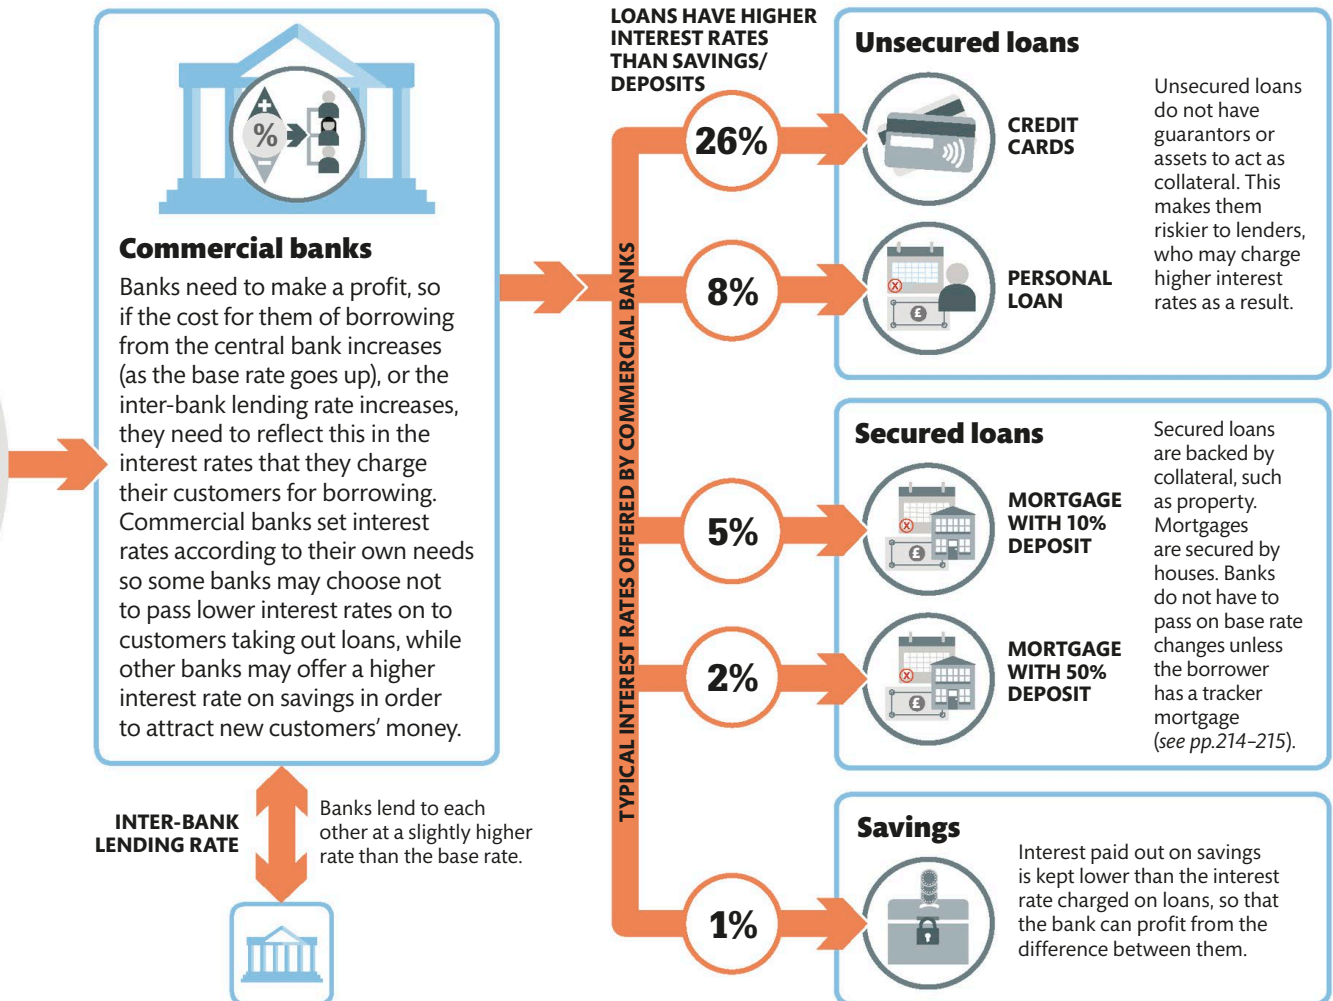 LOANS HAVE HIGHER
INTEREST RATES
THAN SAVINGS/
DEPOSITS
Commercial banks
Banks need to make a profit, so
if the cost for them of borrowing
from the central bank increases
(as the base rate goes up), or the
inter-bank lending rate increases,
they need to reflect this in the
interest rates that they charge
their customers for borrowing.
Commercial banks set interest
rates according to their own needs
so some banks may choose not
to pass lower interest rates on to
customers taking out loans, while
other banks may offer a higher
interest rate on savings in order
to attract new customers’ money.
%
INTER-BANK
LENDING RATE
Banks lend to each
other at a slightly higher
rate than the base rate.
TYPICAL INTEREST RATES OFFERED BY COMMERCIAL BANKS
Unsecured loans
26%
CREDIT
CARDS
8%
PERSONAL
LOAN
£
Unsecured loans
do not have
guarantors or
assets to act as
collateral. This
makes them
riskier to lenders,
who may charge
higher interest
rates as a result.
Secured loans
5%
MORTGAGE
WITH 10%
DEPOSIT
£
2%
MORTGAGE
WITH 50%
DEPOSIT
£
Secured loans
are backed by
collateral, such
as property.
Mortgages
are secured by
houses. Banks
do not have to
pass on base rate
changes unless
the borrower
has a tracker
mortgage
(see pp.214–215).
Savings
1%
Interest paid out on savings
is kept lower than the interest
rate charged on loans, so that
the bank can profit from the
difference between them.